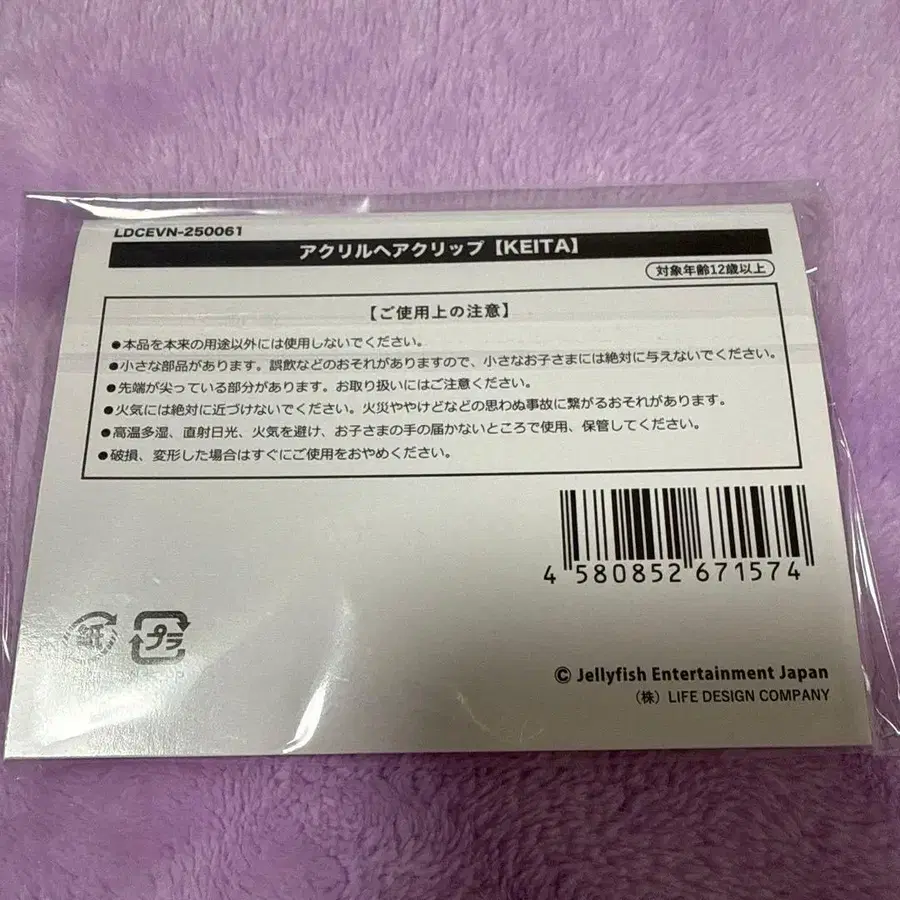 LDCEVN-250061
アクリルヘアクリップ【KEITA】
対象年齢12歳以上
【ご使用上の注意】
●本品を本来の用途以外には使用しないでください。
●小さな部品があります。誤飲などのおそれがありますので、小さなお子さまには絶対に与えないでください。
●先端が尖っている部分があります。お取り扱いにはご注意ください。
●火気には絶対に近づけないでください。火災ややけどなどの思わぬ事故に繋がるおそれがあります。
●高温多湿、直射日光、火気を避け、お子さまの手の届かないところで使用、保管してください。
●破損、変形した場合はすぐにご使用をおやめください。
4 580852 671574
紙 プラ
© Jellyfish Entertainment Japan
（株）LIFE DESIGN COMPANY